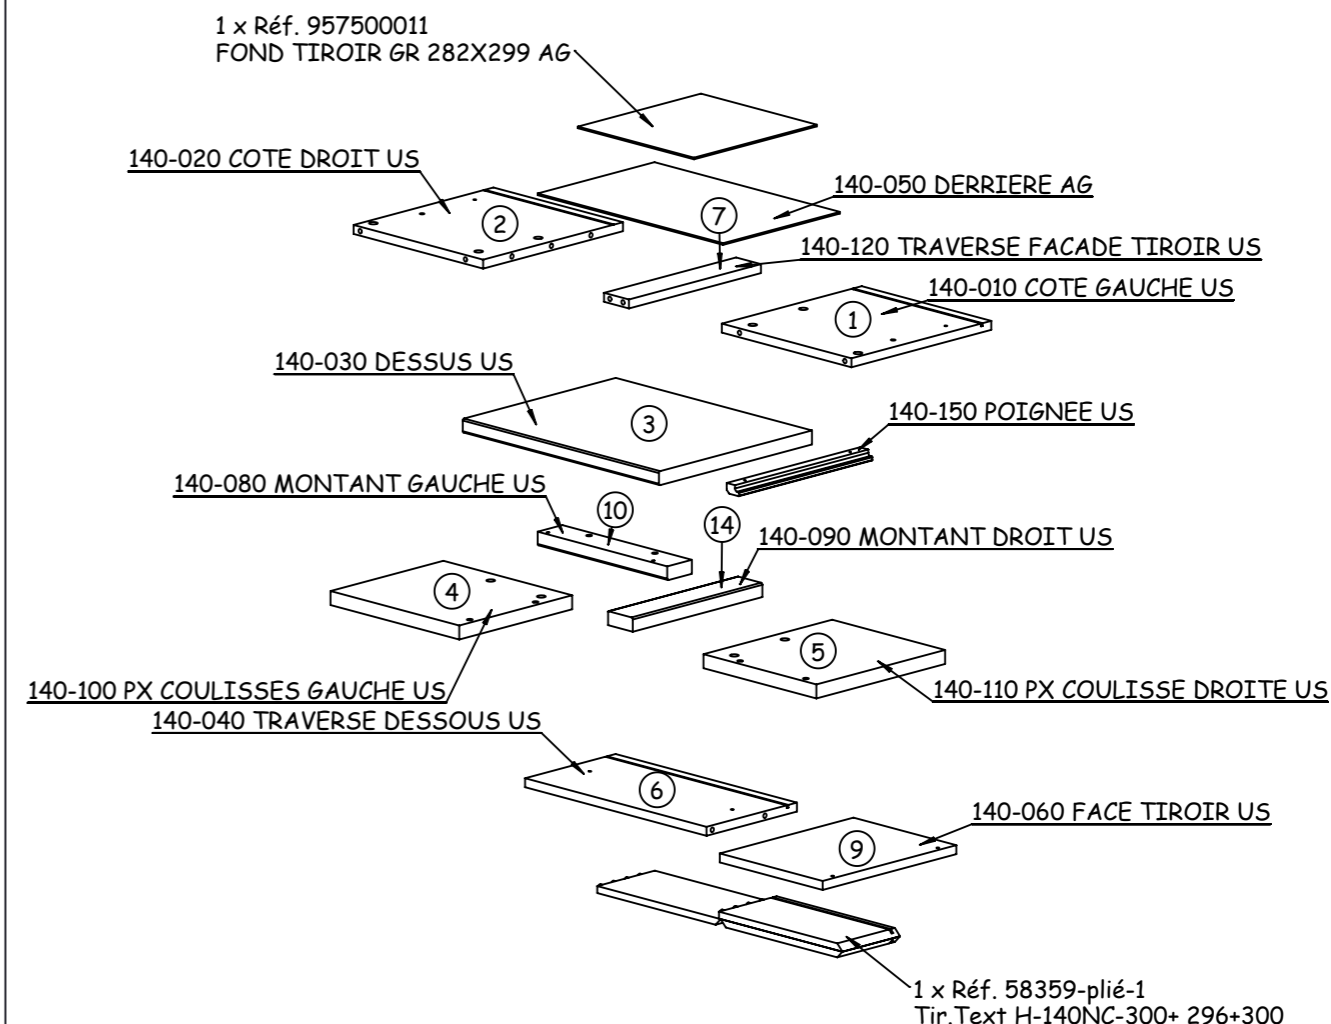 1 x Réf. 957500011
FOND TIROIR GR 282X299 AG
140-020 COTE DROIT US
2
7
140-050 DERRIERE AG
140-120 TRAVERSE FACADE TIROIR US
140-010 COTE GAUCHE US
1
140-030 DESSUS US
3
140-150 POIGNEE US
140-080 MONTANT GAUCHE US
10
14
140-090 MONTANT DROIT US
4
5
140-100 PX COULISSES GAUCHE US
140-110 PX COULISSE DROITE US
140-040 TRAVERSE DESSOUS US
6
140-060 FACE TIROIR US
9
1 x Réf. 58359-plié-1
Tir.Text H-140NC-300+ 296+300